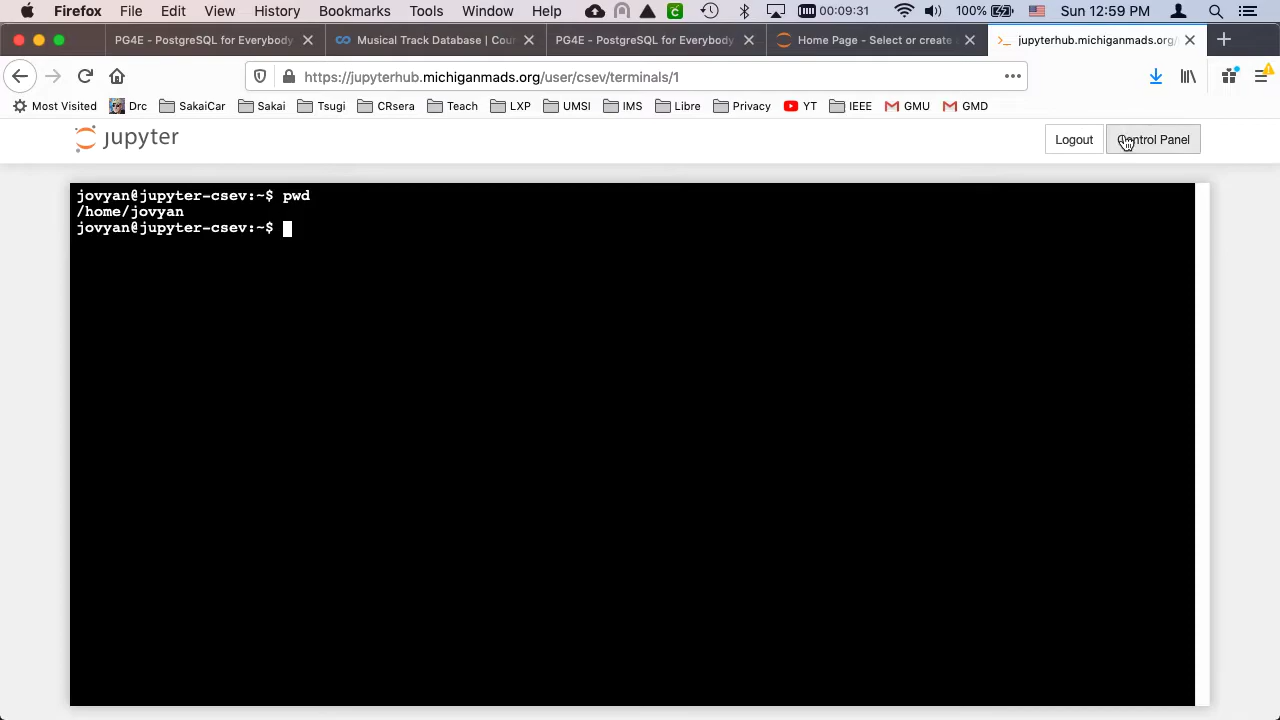 Firefox File Edit View History Bookmarks Tools Window Help 00:09:31 100% Sun 12:59 PM
PG4E - PostgreSQL for Everybody
Musical Track Database | Co
PG4E - PostgreSQL for Everybody
Home Page - Select or create
jupyterhub.michiganmads.org/
https://jupyterhub.michiganmads.org/user/csev/terminals/1
Most Visited Drc SakaiCar Sakai Tsugi CRsera Teach LXP UMSI IMS Libre Privacy YT IEEE GMU GMD
jupyter
Logout Control Panel
jovyan@jupyter-csev:~$ pwd
/home/jovyan
jovyan@jupyter-csev:~$